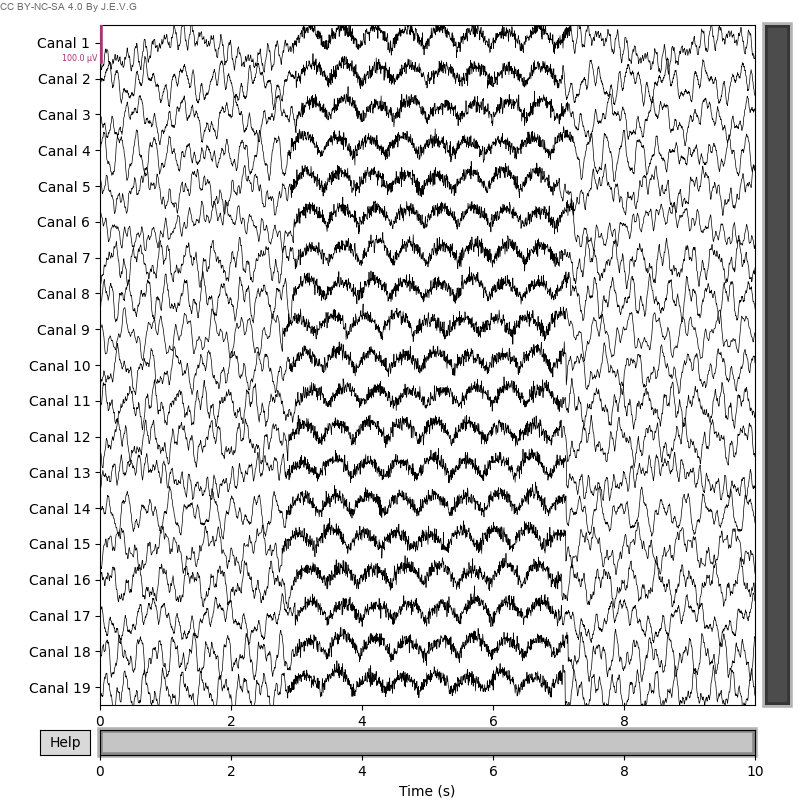 CC BY-NC-SA 4.0 By J.E.V.G
Canal 1
100.0 µV
Canal 2
Canal 3
Canal 4
Canal 5
Canal 6
Canal 7
Canal 8
Canal 9
Canal 10
Canal 11
Canal 12
Canal 13
Canal 14
Canal 15
Canal 16
Canal 17
Canal 18
Canal 19
0 2 4 6 8
Help
0 2 4 6 8 10
Time (s)